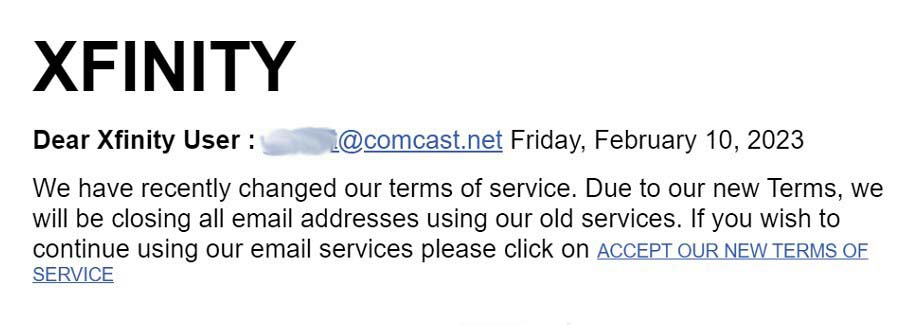 XFINITY
Dear Xfinity User : @comcast.net Friday, February 10, 2023
We have recently changed our terms of service. Due to our new Terms, we
will be closing all email addresses using our old services. If you wish to
continue using our email services please click on ACCEPT OUR NEW TERMS OF
SERVICE